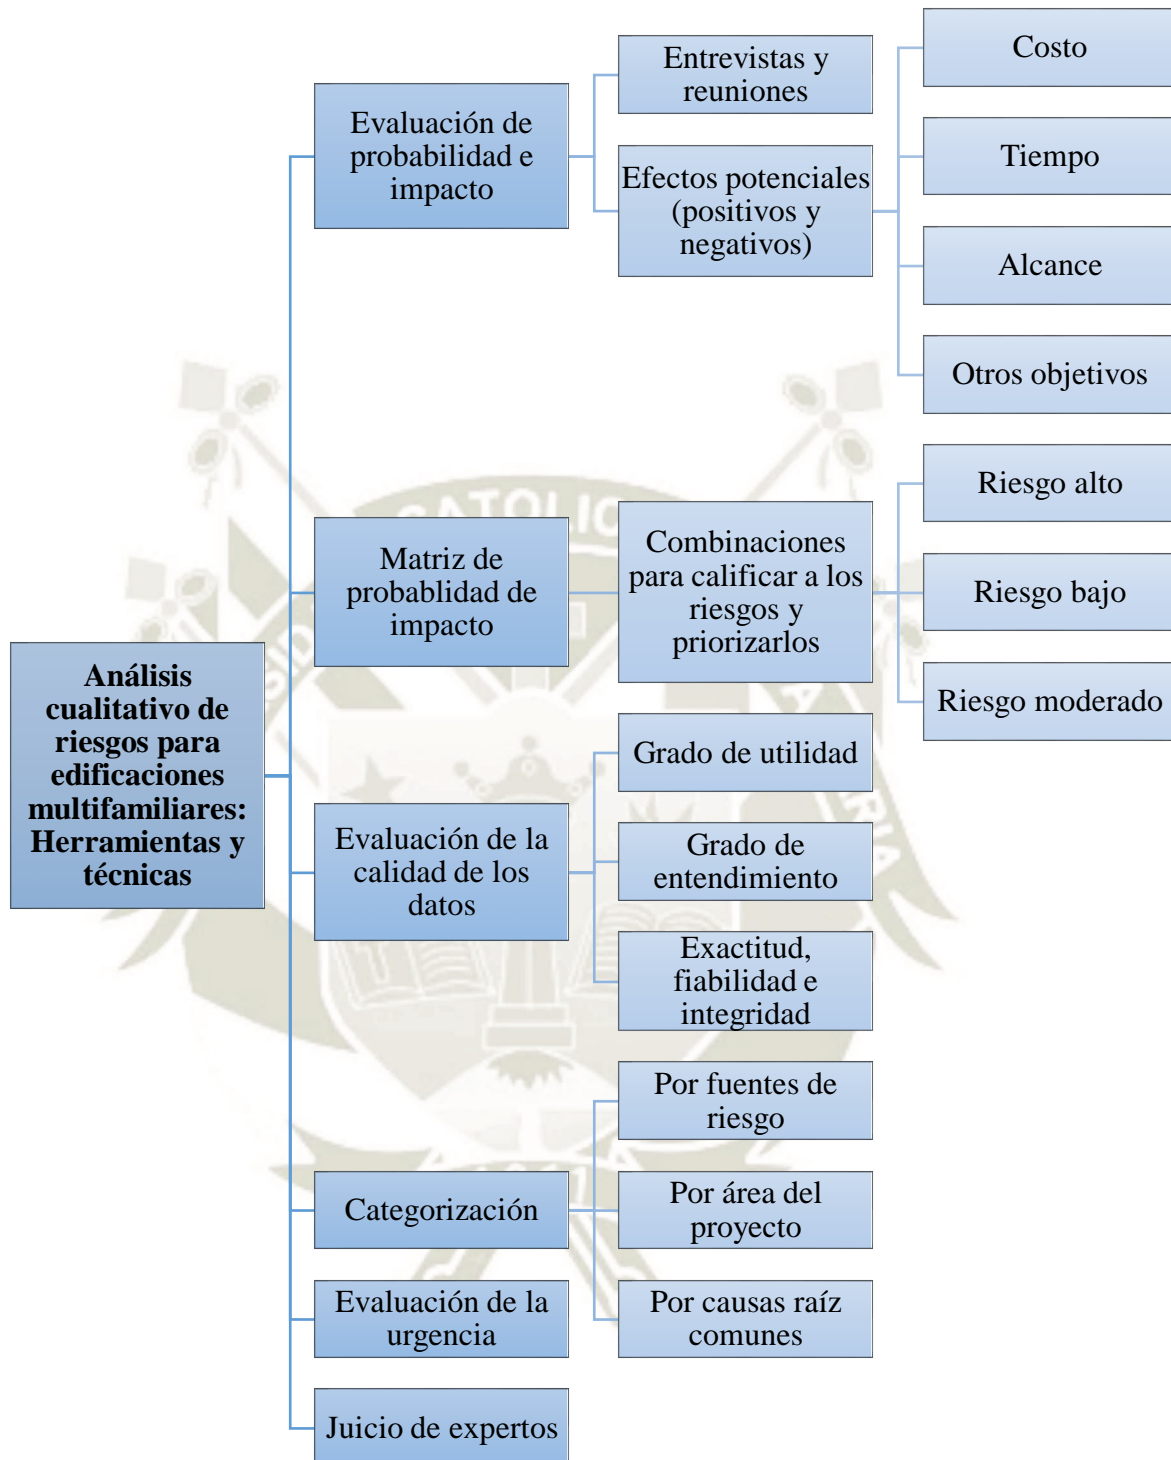 Análisis
cualitativo de
riesgos para
edificaciones
multifamiliares:
Herramientas y
técnicas
Evaluación de
probabilidad e
impacto
Entrevistas y
reuniones
Efectos potenciales
(positivos y
negativos)
Costo
Tiempo
Alcance
Otros objetivos
Matriz de
probablidad de
impacto
Combinaciones
para calificar a los
riesgos y
priorizarlos
Riesgo alto
Riesgo bajo
Riesgo moderado
Evaluación de la
calidad de los
datos
Grado de utilidad
Grado de
entendimiento
Exactitud,
fiabilidad e
integridad
Categorización
Por fuentes de
riesgo
Por área del
proyecto
Por causas raíz
comunes
Evaluación de la
urgencia
Juicio de expertos